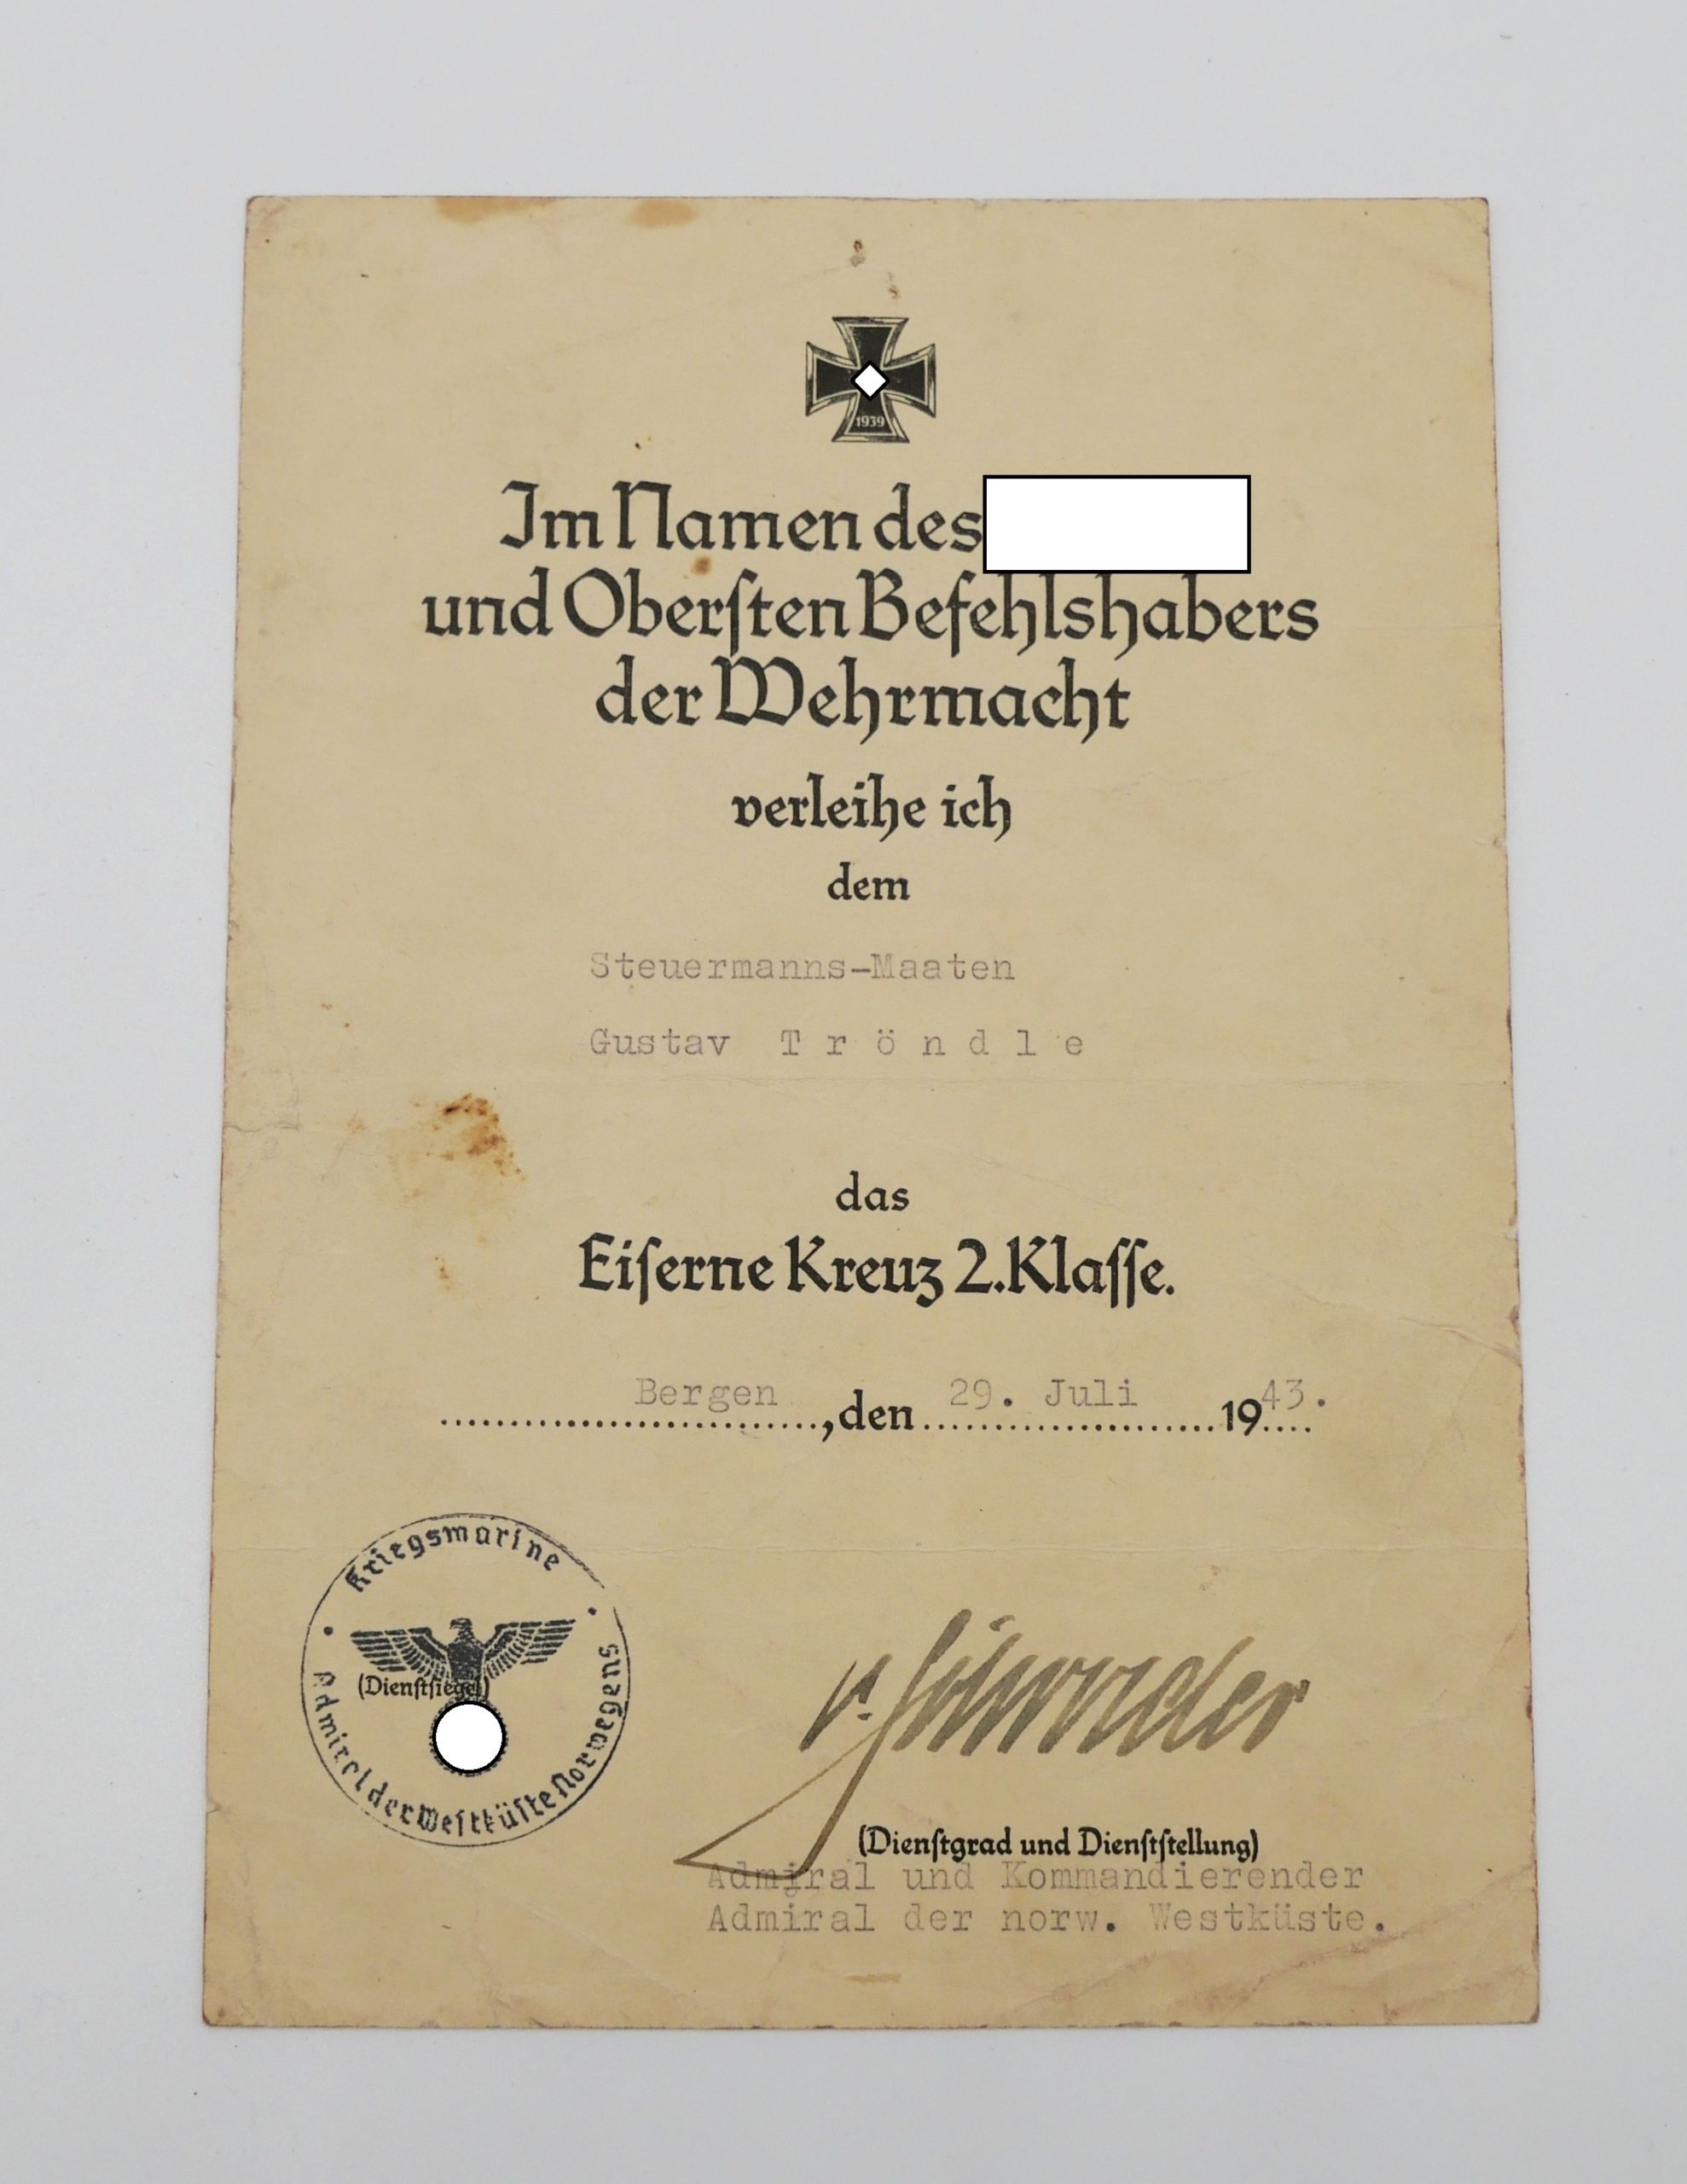 1939
Im Namen des
und Oberſten Befehlshabers
der Wehrmacht
verleihe ich
dem
Steuermanns-Maaten
Gustav T r ö n d l e
das
Eiſerne Kreuz 2. Klaſſe.
Bergen, den 29. Juli 1943.
Kriegsmarine
(Dienſtſiegel)
Admiral der Weſtküſte Norwegens
(Dienſtgrad und Dienſtſtellung)
Admiral und Kommandierender
Admiral der norw. Westküste.